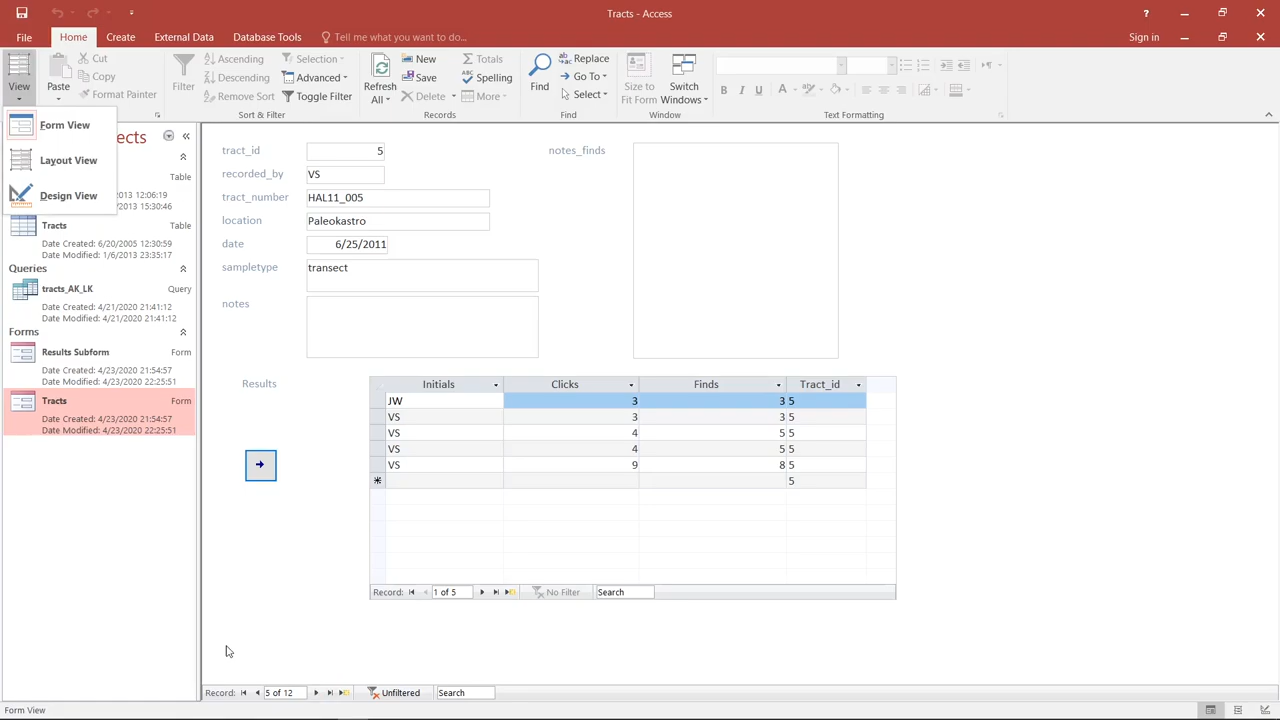 Tracts - Access
?
File
Home
Create
External Data
Database Tools
Tell me what you want to do...
Sign in
View
Paste
Cut
Copy
Format Painter
Filter
Ascending
Descending
Remove Sort
Selection
Advanced
Toggle Filter
Sort & Filter
Refresh
All
New
Save
Delete
Totals
Spelling
More
Records
Find
Replace
Go To
Select
Find
Size to
Fit Form
Switch
Windows
Window
B I U A
Text Formatting
Form View
Layout View
Design View
ects
Table
2013 12:06:19
2013 15:30:46
Tracts Table
Date Created: 6/20/2005 12:30:59
Date Modified: 1/6/2013 23:35:17
Queries
tracts_AK_LK Query
Date Created: 4/21/2020 21:41:12
Date Modified: 4/21/2020 21:41:12
Forms
Results Subform Form
Date Created: 4/23/2020 21:54:57
Date Modified: 4/23/2020 22:25:51
Tracts Form
Date Created: 4/23/2020 21:54:57
Date Modified: 4/23/2020 22:25:51
tract_id 5
recorded_by VS
tract_number HAL11_005
location Paleokastro
date 6/25/2011
sampletype transect
notes
notes_finds
Results
Initials Clicks Finds Tract_id
JW 3 3 5
VS 3 3 5
VS 4 5 5
VS 4 5 5
VS 9 8 5
5
Record: 1 of 5 No Filter Search
Record: 5 of 12 Unfiltered Search
Form View